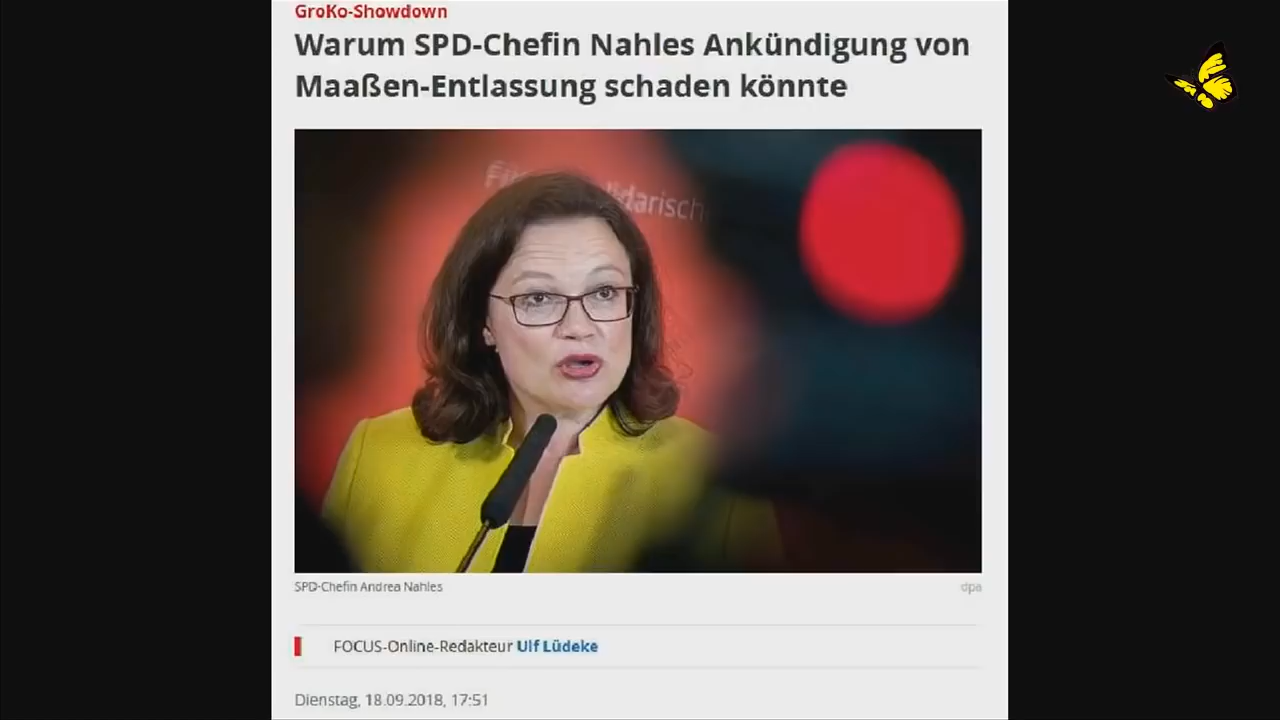 GroKo-Showdown
Warum SPD-Chefin Nahles Ankündigung von
Maaßen-Entlassung schaden könnte
SPD-Chefin Andrea Nahles
dpa
FOCUS-Online-Redakteur Ulf Lüdeke
Dienstag, 18.09.2018, 17:51